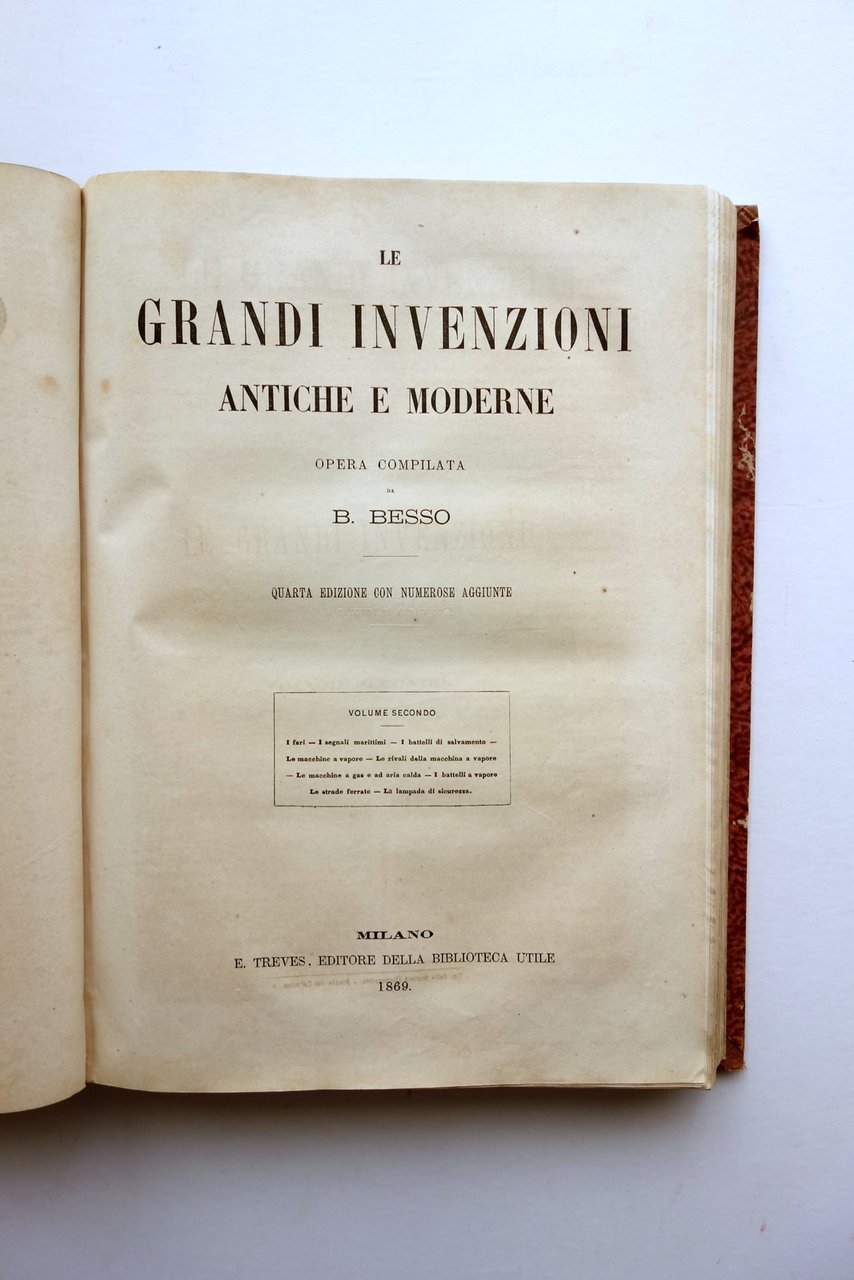 LE
GRANDI INVENZIONI
ANTICHE E MODERNE
OPERA COMPILATA
DA
B. BESSO
QUARTA EDIZIONE CON NUMEROSE AGGIUNTE
VOLUME SECONDO
I fari — I segnali marittimi — I battelli di salvamento —
Le macchine a vapore — Le rivali della macchina a vapore
— Le macchine a gas e ad aria calda — I battelli a vapore
Le strade ferrate — La lampada di sicurezza.
MILANO
E. TREVES, EDITORE DELLA BIBLIOTECA UTILE
1869.